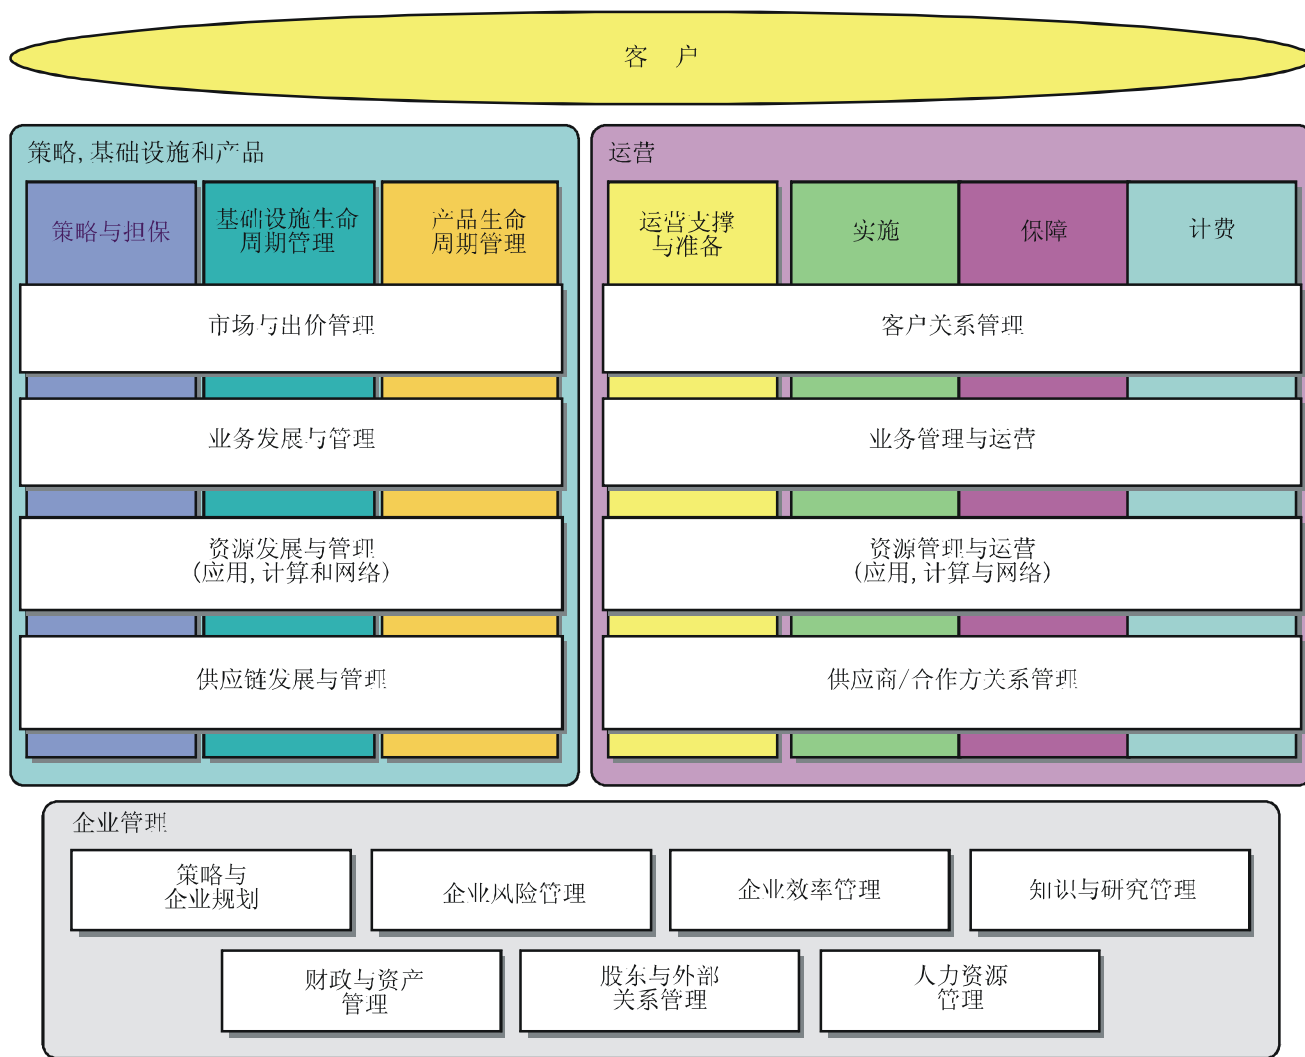 客 户
策略, 基础设施和产品
策略与担保
基础设施生命
周期管理
产品生命
周期管理
市场与出价管理
业务发展与管理
资源发展与管理
(应用, 计算和网络)
供应链发展与管理
运营
运营支撑
与准备
实施
保障
计费
客户关系管理
业务管理与运营
资源管理与运营
(应用, 计算与网络)
供应商/合作方关系管理
企业管理
策略与
企业规划
企业风险管理
企业效率管理
知识与研究管理
财政与资产
管理
股东与外部
关系管理
人力资源
管理